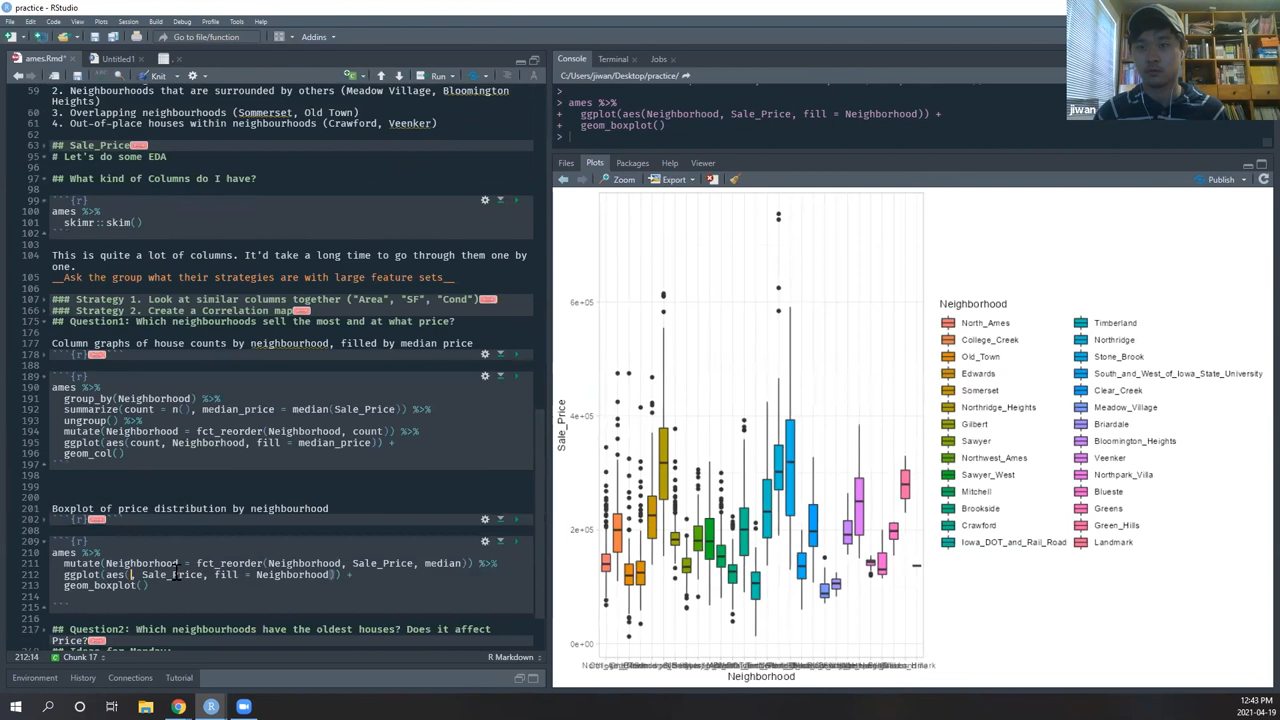 practice - RStudio
File Edit Code View Plots Session Build Debug Profile Tools Help
Go to file/function Addins
ames.Rmd* Untitled1
Knit Run
59 2. Neighbourhoods that are surrounded by others (Meadow Village, Bloomington
Heights)
60 3. Overlapping neighbourhoods (Sommerset, Old Town)
61 4. Out-of-place houses within neighbourhoods (Crawford, Veenker)
62
63 ## Sale_Price
95 # Let's do some EDA
96
97 ## What kind of Columns do I have?
98
99 ```{r}
100 ames %>%
101 skimr::skim()
102 ```
103
104 This is quite a lot of columns. It'd take a long time to go through them one by
one.
105 __Ask the group what their strategies are with large feature sets__
106
107 ### Strategy 1. Look at similar columns together ("Area", "SF", "Cond")
166 ### Strategy 2. Create a Correlation map
175 ## Question1: Which neighbourhoods sell the most and at what price?
176
177 Column graphs of house counts by neighbourhood, filled by median price
178 ```{r}
188
189 ```{r}
190 ames %>%
191 group_by(Neighborhood) %>%
192 summarize(count = n(), median_price = median(Sale_Price)) %>%
193 ungroup() %>%
194 mutate(Neighborhood = fct_reorder(Neighborhood, count)) %>%
195 ggplot(aes(count, Neighborhood, fill = median_price)) +
196 geom_col()
197 ```
198
199
200
201 Boxplot of price distribution by neighbourhood
202 ```{r}
208
209 ```{r}
210 ames %>%
211 mutate(Neighborhood = fct_reorder(Neighborhood, Sale_Price, median)) %>%
212 ggplot(aes(, Sale_Price, fill = Neighborhood)) +
213 geom_boxplot()
214
215 ```
216
217 ## Question2: Which neighbourhoods have the oldest houses? Does it affect
Price?
212:14 Chunk 17 R Markdown
Environment History Connections Tutorial
Console Terminal Jobs
C:/Users/jiwan/Desktop/practice/
>
> ames %>%
+ ggplot(aes(Neighborhood, Sale_Price, fill = Neighborhood)) +
+ geom_boxplot()
>
Files Plots Packages Help Viewer
Zoom Export Publish
Sale_Price
6e+05
4e+05
2e+05
0e+00
Neighborhood
Neighborhood
North_Ames
College_Creek
Old_Town
Edwards
Somerset
Northridge_Heights
Gilbert
Sawyer
Northwest_Ames
Sawyer_West
Mitchell
Brookside
Crawford
Iowa_DOT_and_Rail_Road
Timberland
Northridge
Stone_Brook
South_and_West_of_Iowa_State_University
Clear_Creek
Meadow_Village
Briardale
Bloomington_Heights
Veenker
Northpark_Villa
Blueste
Greens
Green_Hills
Landmark
jiwan
12:43 PM
2021-04-19